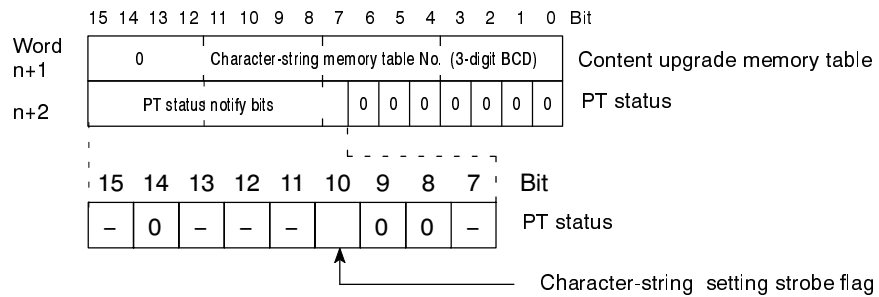 15 14 13 12 11 10 9 8 7 6 5 4 3 2 1 0 Bit
Word
n+1
0 Character-string memory table No. (3-digit BCD) Content upgrade memory table
n+2
PT status notify bits 0 0 0 0 0 0 0 PT status
15 14 13 12 11 10 9 8 7 Bit
– 0 – – – 0 0 – PT status
Character-string setting strobe flag